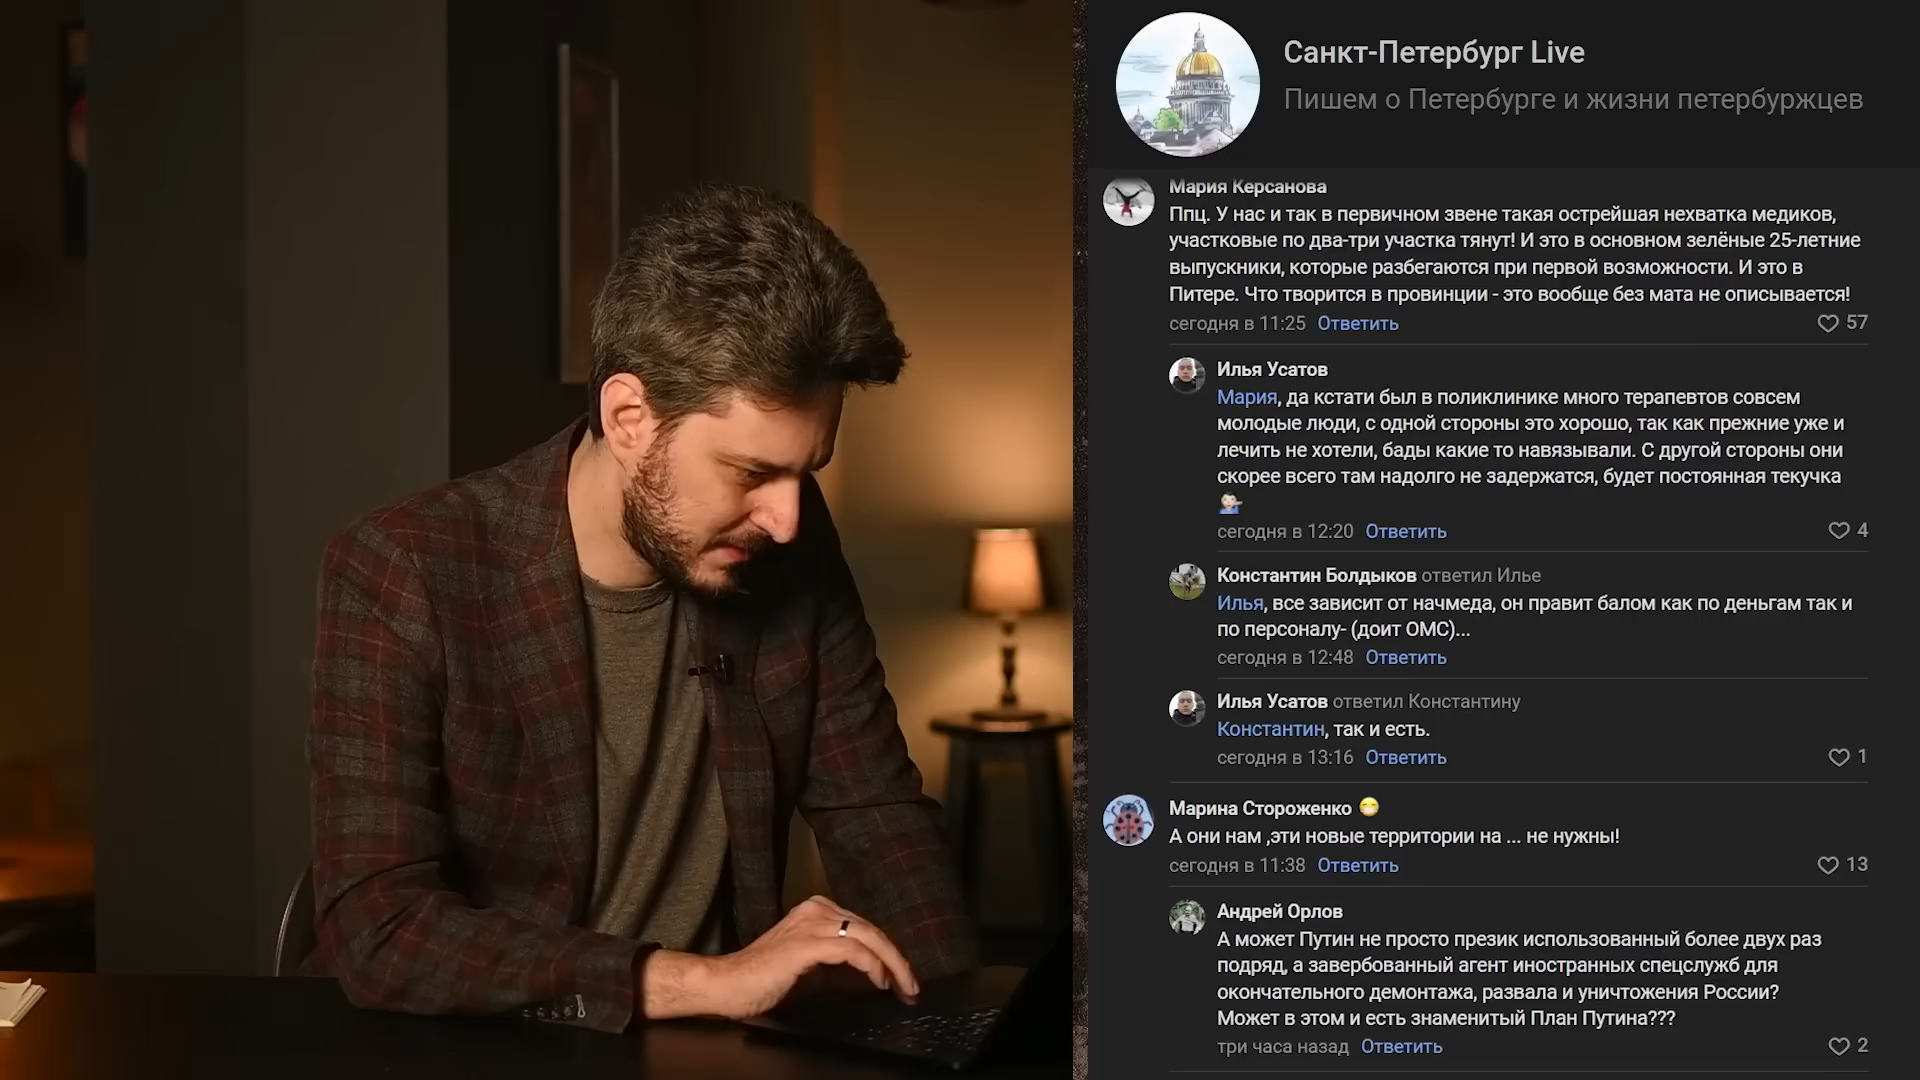 Санкт-Петербург Live
Пишем о Петербурге и жизни петербуржцев
Мария Керсанова
Ппц. У нас и так в первичном звене такая острейшая нехватка медиков,
участковые по два-три участка тянут! И это в основном зелёные 25-летние
выпускники, которые разбегаются при первой возможности. И это в
Питере. Что творится в провинции - это вообще без мата не описывается!
сегодня в 11:25 Ответить 57
Илья Усатов
Мария, да кстати был в поликлинике много терапевтов совсем
молодые люди, с одной стороны это хорошо, так как прежние уже и
лечить не хотели, бады какие то навязывали. С другой стороны они
скорее всего там надолго не задержатся, будет постоянная текучка
сегодня в 12:20 Ответить 4
Константин Болдыков ответил Илье
Илья, все зависит от начмеда, он правит балом как по деньгам так и
по персоналу- (доит ОМС)...
сегодня в 12:48 Ответить
Илья Усатов ответил Константину
Константин, так и есть.
сегодня в 13:16 Ответить 1
Марина Стороженко
А они нам ,эти новые территории на ... не нужны!
сегодня в 11:38 Ответить 13
Андрей Орлов
А может Путин не просто презик использованный более двух раз
подряд, а завербованный агент иностранных спецслужб для
окончательного демонтажа, развала и уничтожения России?
Может в этом и есть знаменитый План Путина???
три часа назад Ответить 2